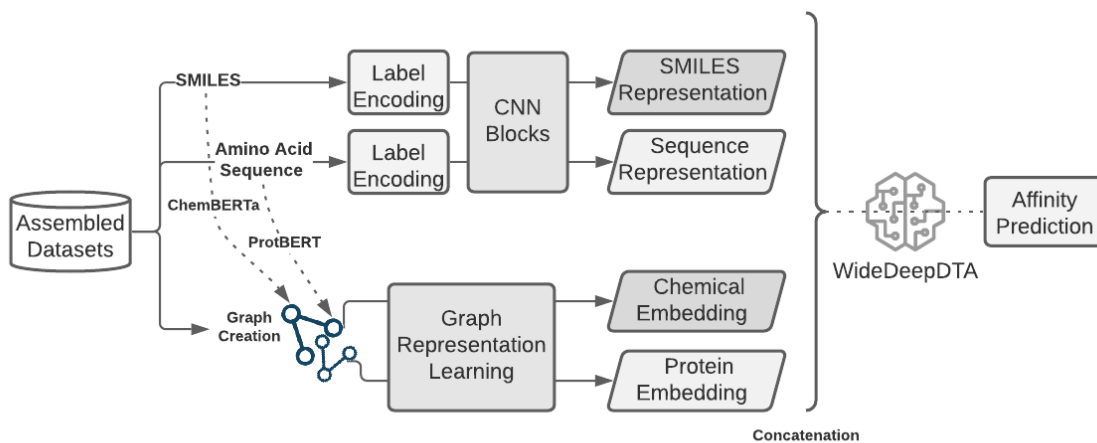 SMILES
Label
Encoding
CNN
Blocks
SMILES
Representation
Amino Acid
Sequence
Label
Encoding
Sequence
Representation
Assembled
Datasets
ChemBERTa
ProtBERT
Graph
Creation
Graph
Representation
Learning
Chemical
Embedding
Protein
Embedding
WideDeepDTA
Affinity
Prediction
Concatenation